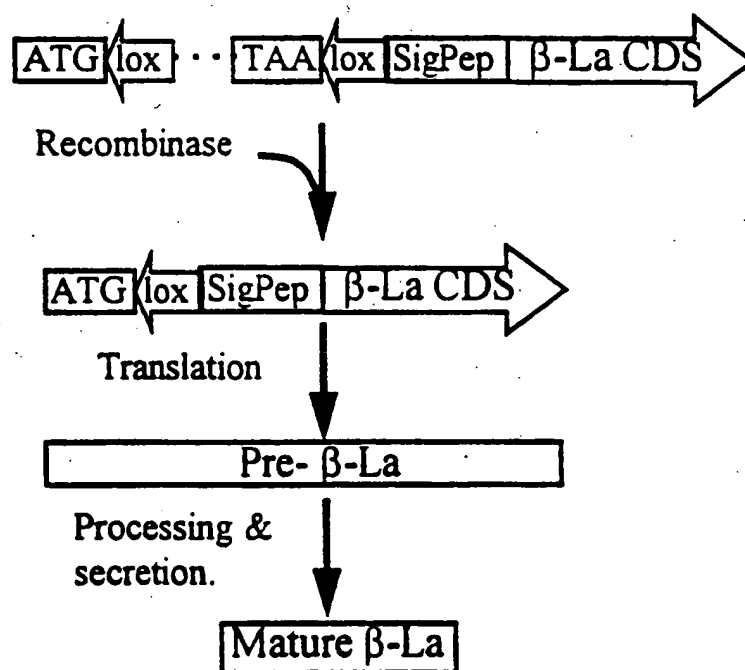 ATG lox · · TAA lox SigPep β-La CDS
Recombinase
ATG lox SigPep β-La CDS
Translation
Pre- β-La
Processing &
secretion.
Mature β-La